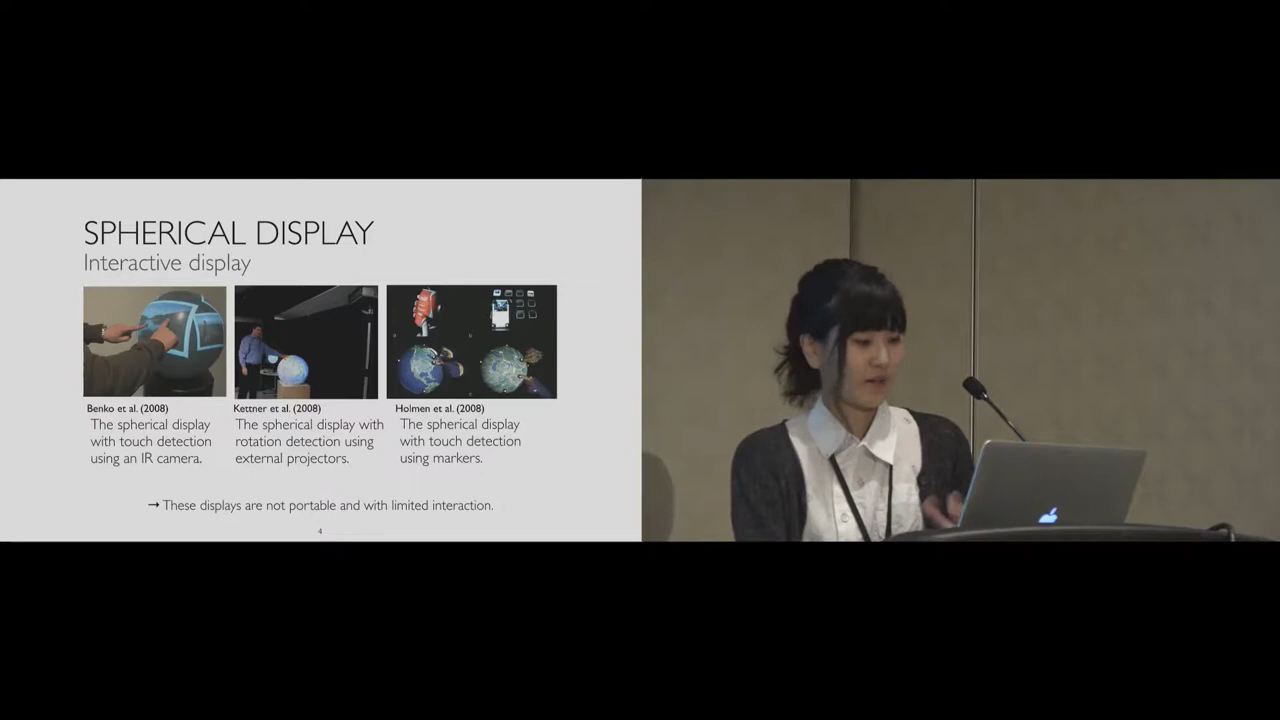 SPHERICAL DISPLAY
Interactive display
Benko et al. (2008)
The spherical display
with touch detection
using an IR camera.
Kettner et al. (2008)
The spherical display with
rotation detection using
external projectors.
Holmen et al. (2008)
The spherical display
with touch detection
using markers.
→ These displays are not portable and with limited interaction.
4